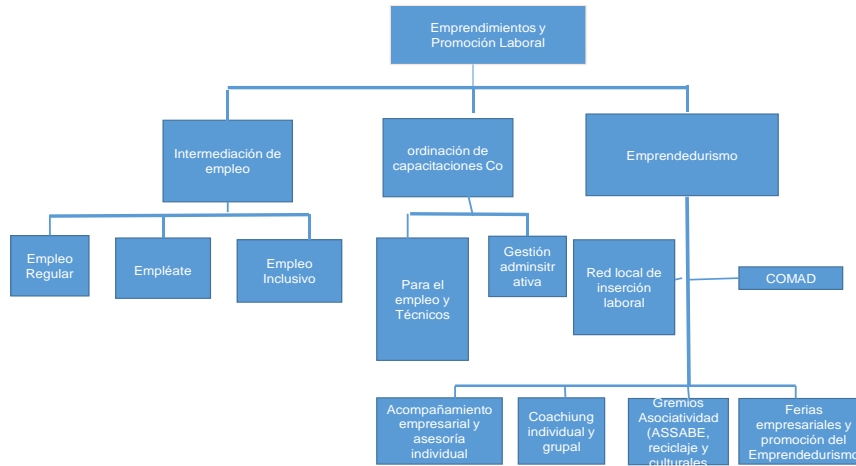 Emprendimientos y
Promoción Laboral
Intermediación de
empleo
ordinación de
capacitaciones Co
Emprendedurismo
Empleo
Regular
Empléate
Empleo
Inclusivo
Para el
empleo y
Técnicos
Gestión
adminsitr
ativa
Red local de
inserción
laboral
COMAD
Acompañamiento
empresarial y
asesoría
individual
Coachiung
individual y
grupal
Gremios
Asociatividad
(ASSABE,
reciclaje y
culturales
Ferias
empresariales y
promoción del
Emprendedurismo